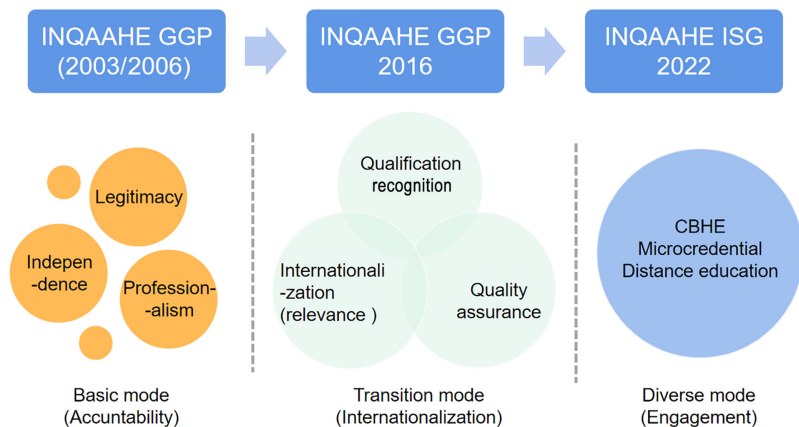 INQAAHE GGP
(2003/2006)
INQAAHE GGP
2016
INQAAHE ISG
2022
Legitimacy
Indepen
-dence
Profession-
-alism
Qualification
recognition
Internationali
-zation
(relevance )
Quality
assurance
CBHE
Microcredential
Distance education
Basic mode
(Accuntability)
Transition mode
(Internationalization)
Diverse mode
(Engagement)